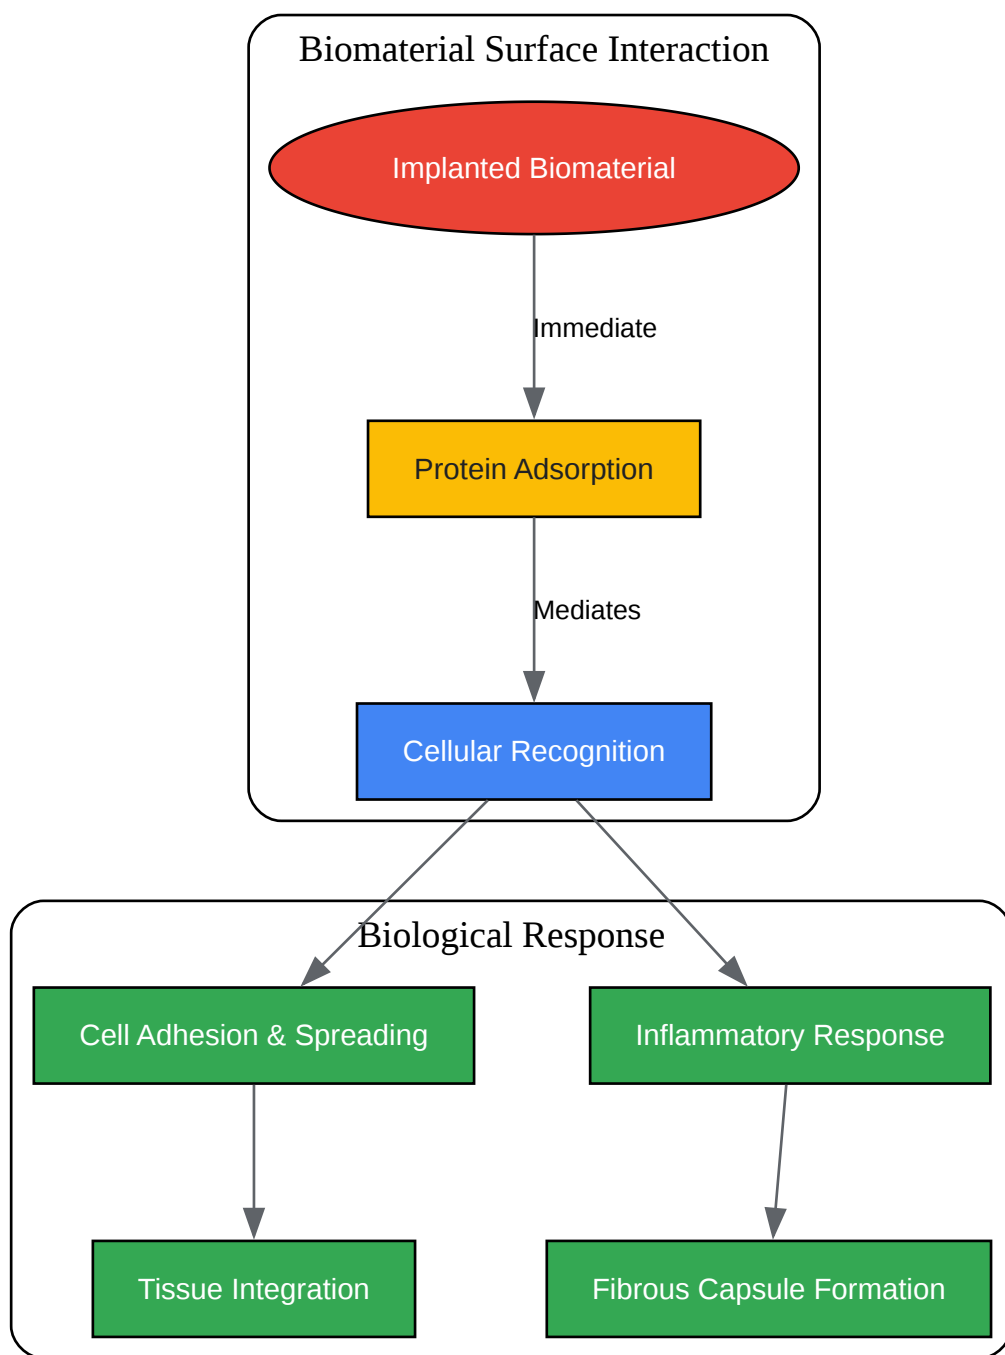 Biomaterial Surface Interaction
Implanted Biomaterial
Immediate
Protein Adsorption
Mediates
Cellular Recognition
Biological Response
Cell Adhesion & Spreading
Inflammatory Response
Tissue Integration
Fibrous Capsule Formation